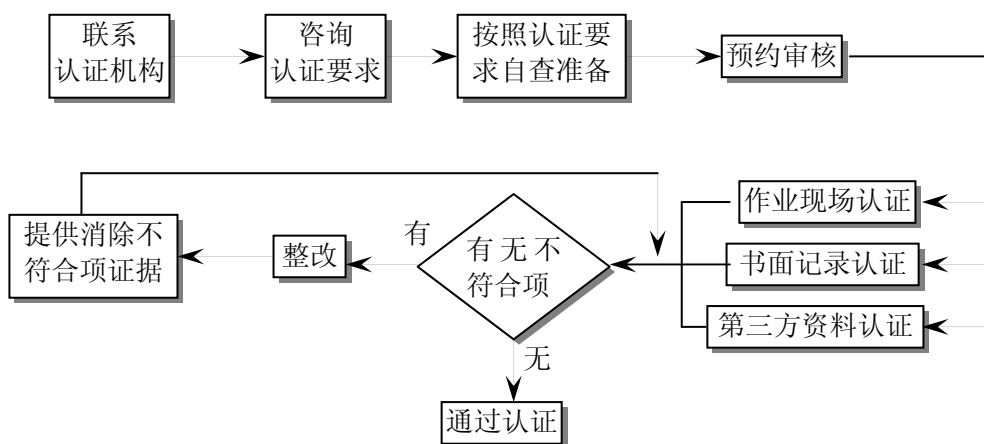 联系
认证机构
咨询
认证要求
按照认证要
求自查准备
预约审核
作业现场认证
书面记录认证
第三方资料认证
有无不
符合项
有
整改
提供消除不
符合项证据
无
通过认证